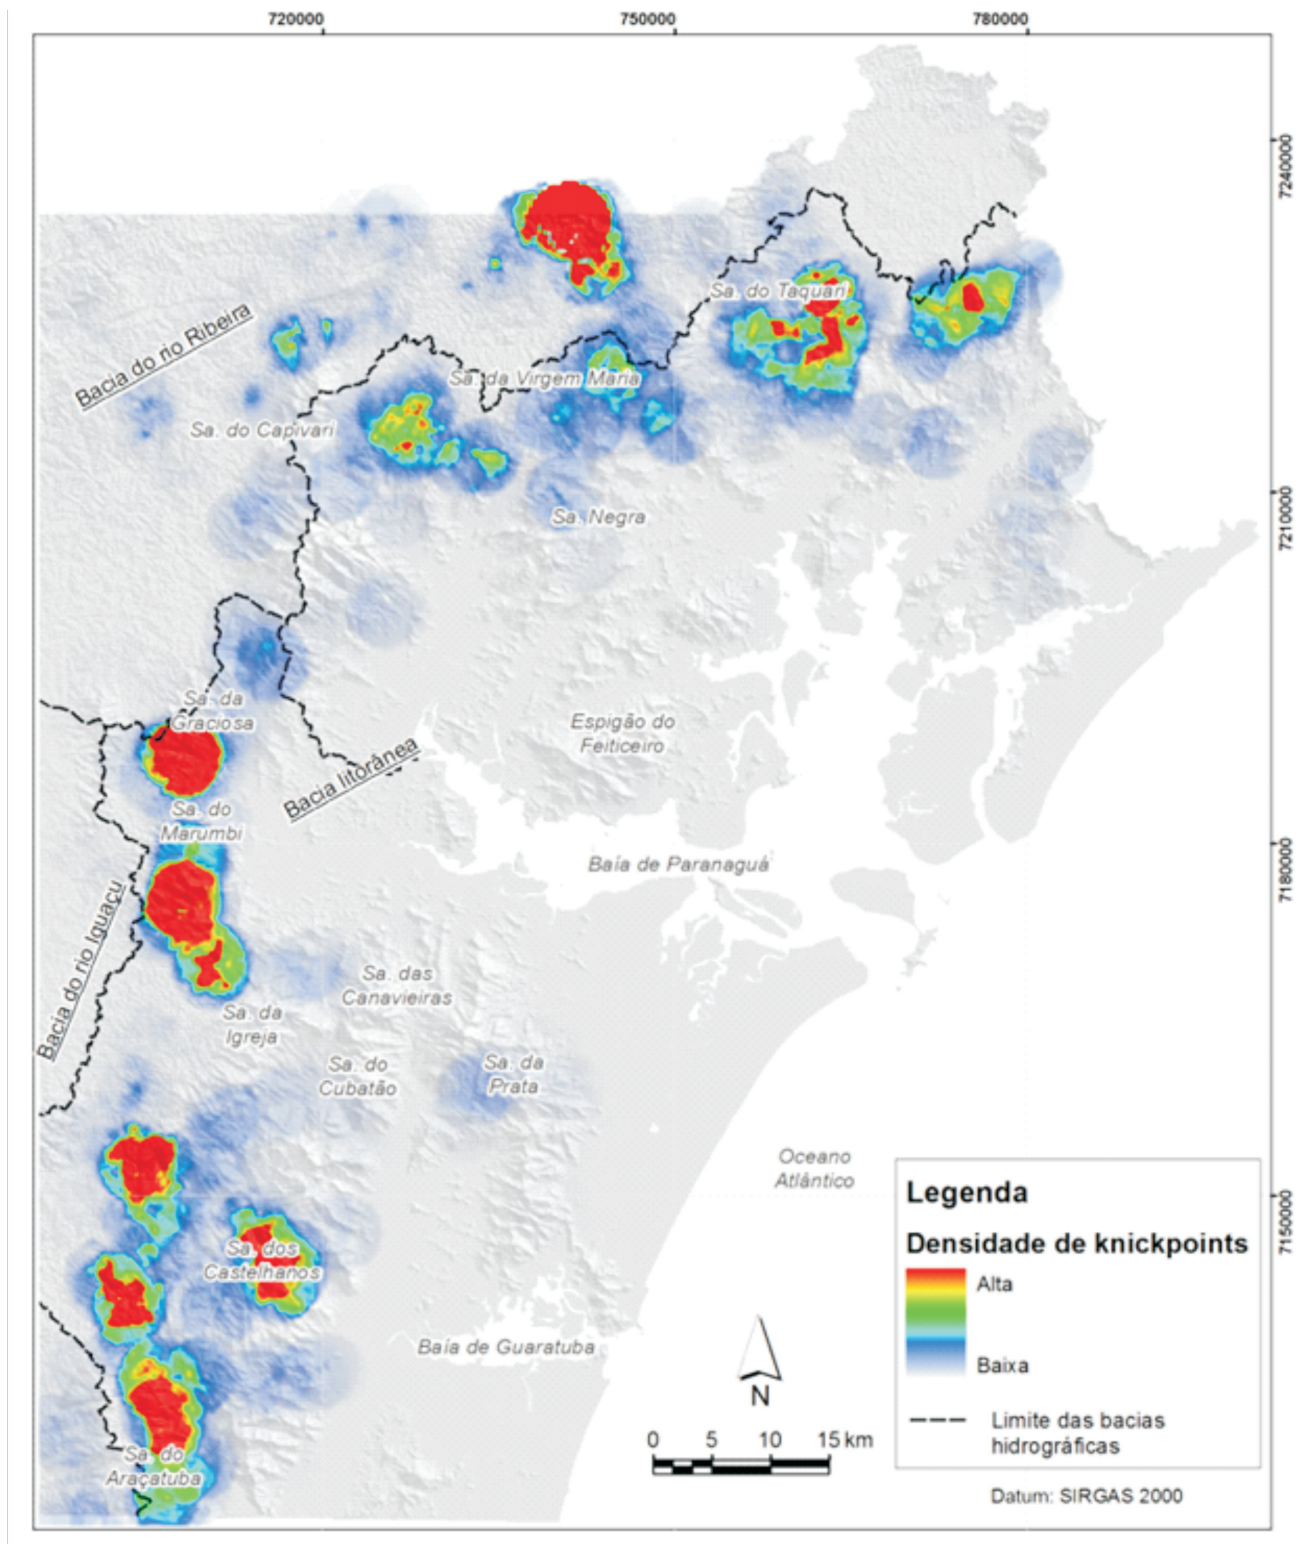 720000
750000
780000
7240000
Sa. do Taquari
Bacia do rio Ribeira
Sa. da Virgem Maria
Sa. do Capivari
7210000
Sa. Negra
Sa. da
Graciosa
Espigão do
Feiticeiro
Bacia litorânea
Sa. do
Marumbi
Baía de Paranaguá
7180000
Bacia do rio Iguaçu
Sa. das
Canavieiras
Sa. da
Igreja
Sa. do
Cubatão
Sa. da
Prata
Oceano
Atlântico
7150000
Sa. dos
Castelhanos
Baía de Guaratuba
Sa. do
Araçatuba
N
0 5 10 15 km
Legenda
Densidade de knickpoints
Alta
Baixa
Limite das bacias
hidrográficas
Datum: SIRGAS 2000